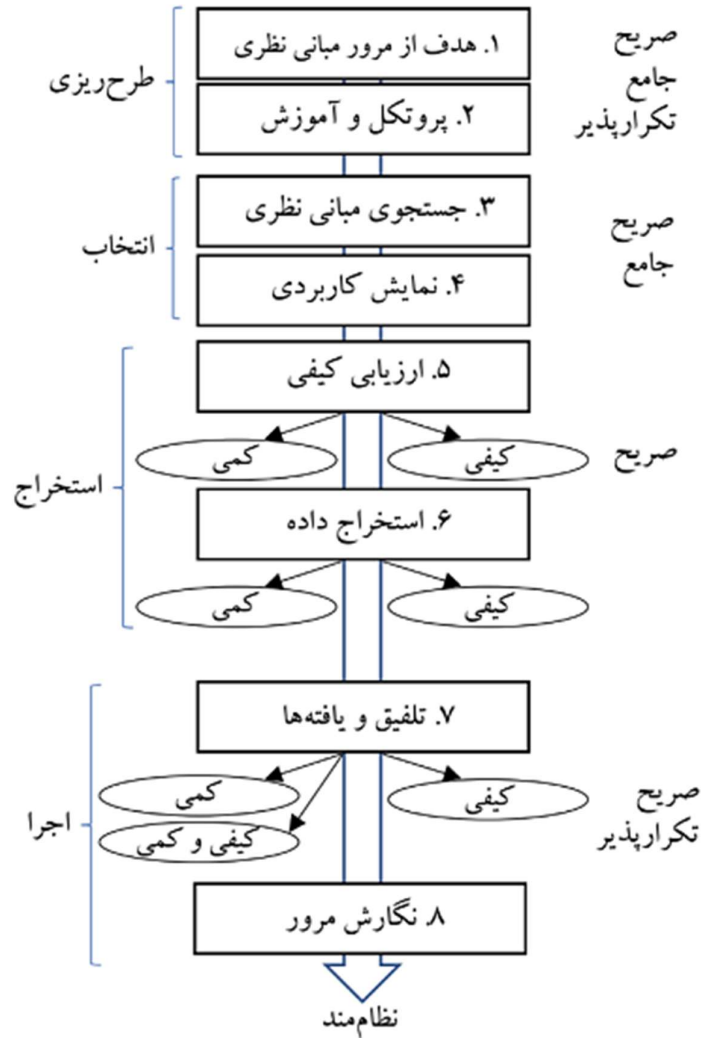 ۱. هدف از مرور مبانی نظری
صریح
جامع
تکرارپذیر
طرح‌ریزی
۲. پروتکل و آموزش
۳. جستجوی مبانی نظری
صریح
جامع
انتخاب
۴. نمایش کاربردی
۵. ارزیابی کیفی
کیفی
کمی
صریح
استخراج
۶. استخراج داده
کیفی
کمی
۷. تلفیق و یافته‌ها
کیفی
کمی
کیفی و کمی
صریح
تکرارپذیر
اجرا
۸. نگارش مرور
نظام‌مند